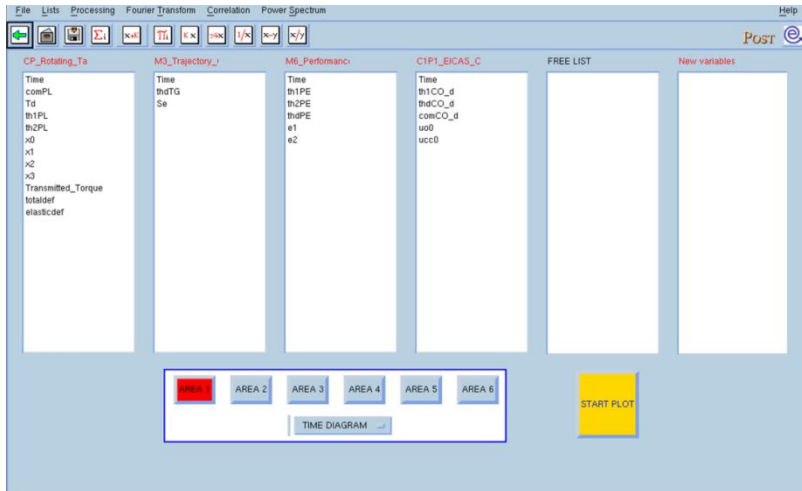 File Lists Processing Fourier Transform Correlation Power Spectrum Help
Σi x+K Πi K x 1/x x-y x/y Post
CP_Rotating_Ta
Time
comPL
Td
th1PL
th2PL
x0
x1
x2
x3
Transmitted_Torque
totaldef
elasticdef
M3_Trajectory_
Time
thdTG
Se
M6_Performanc
Time
th1PE
th2PE
thdPE
e1
e2
C1P1_EICAS_C
Time
th1CO_d
thdCO_d
comCO_d
uo0
ucc0
FREE LIST
New variables
AREA 1 AREA 2 AREA 3 AREA 4 AREA 5 AREA 6
TIME DIAGRAM
START PLOT